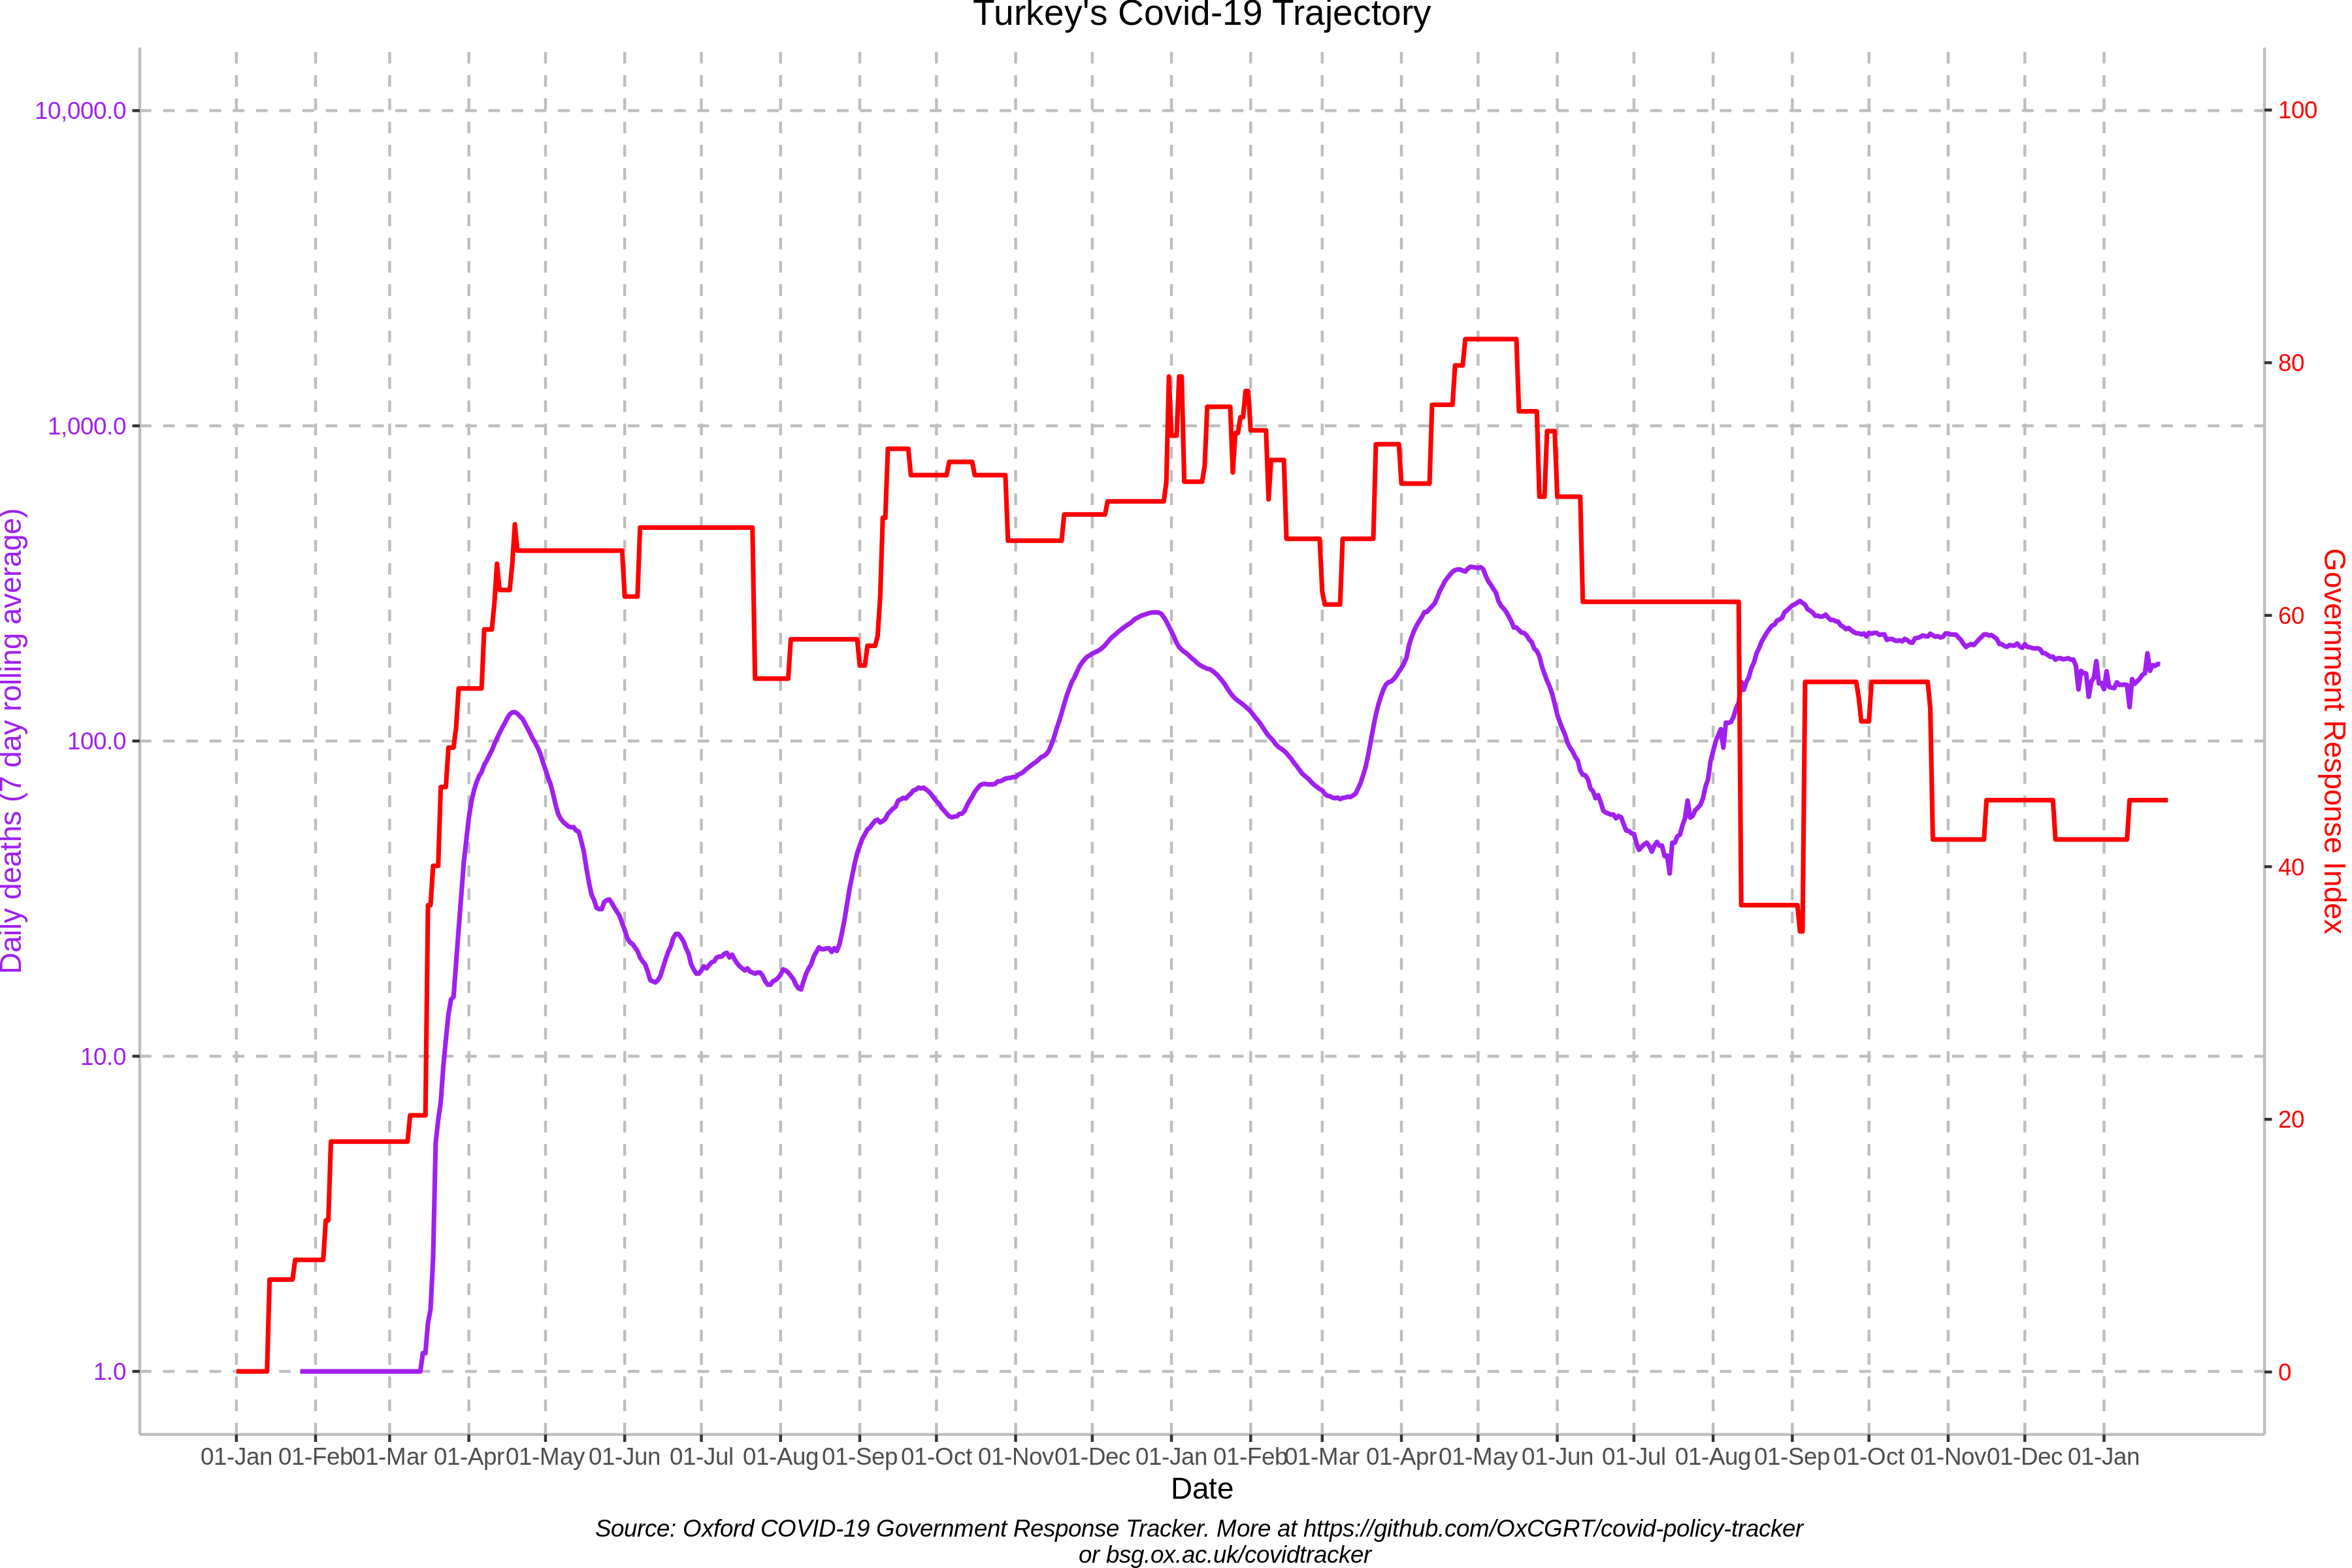 Turkey's Covid-19 Trajectory
10,000.0
1,000.0
100.0
10.0
1.0
Daily deaths (7 day rolling average)
100
80
60
40
20
0
Government Response Index
01-Jan 01-Feb 01-Mar 01-Apr 01-May 01-Jun 01-Jul 01-Aug 01-Sep 01-Oct 01-Nov 01-Dec 01-Jan 01-Feb 01-Mar 01-Apr 01-May 01-Jun 01-Jul 01-Aug 01-Sep 01-Oct 01-Nov 01-Dec 01-Jan
Date
Source: Oxford COVID-19 Government Response Tracker. More at https://github.com/OxCGRT/covid-policy-tracker
or bsg.ox.ac.uk/covidtracker